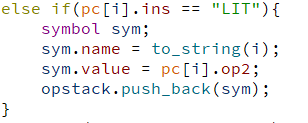 else if(pc[i].ins == "LIT"){
symbol sym;
sym.name = to_string(i);
sym.value = pc[i].op2;
opstack.push_back(sym);
}